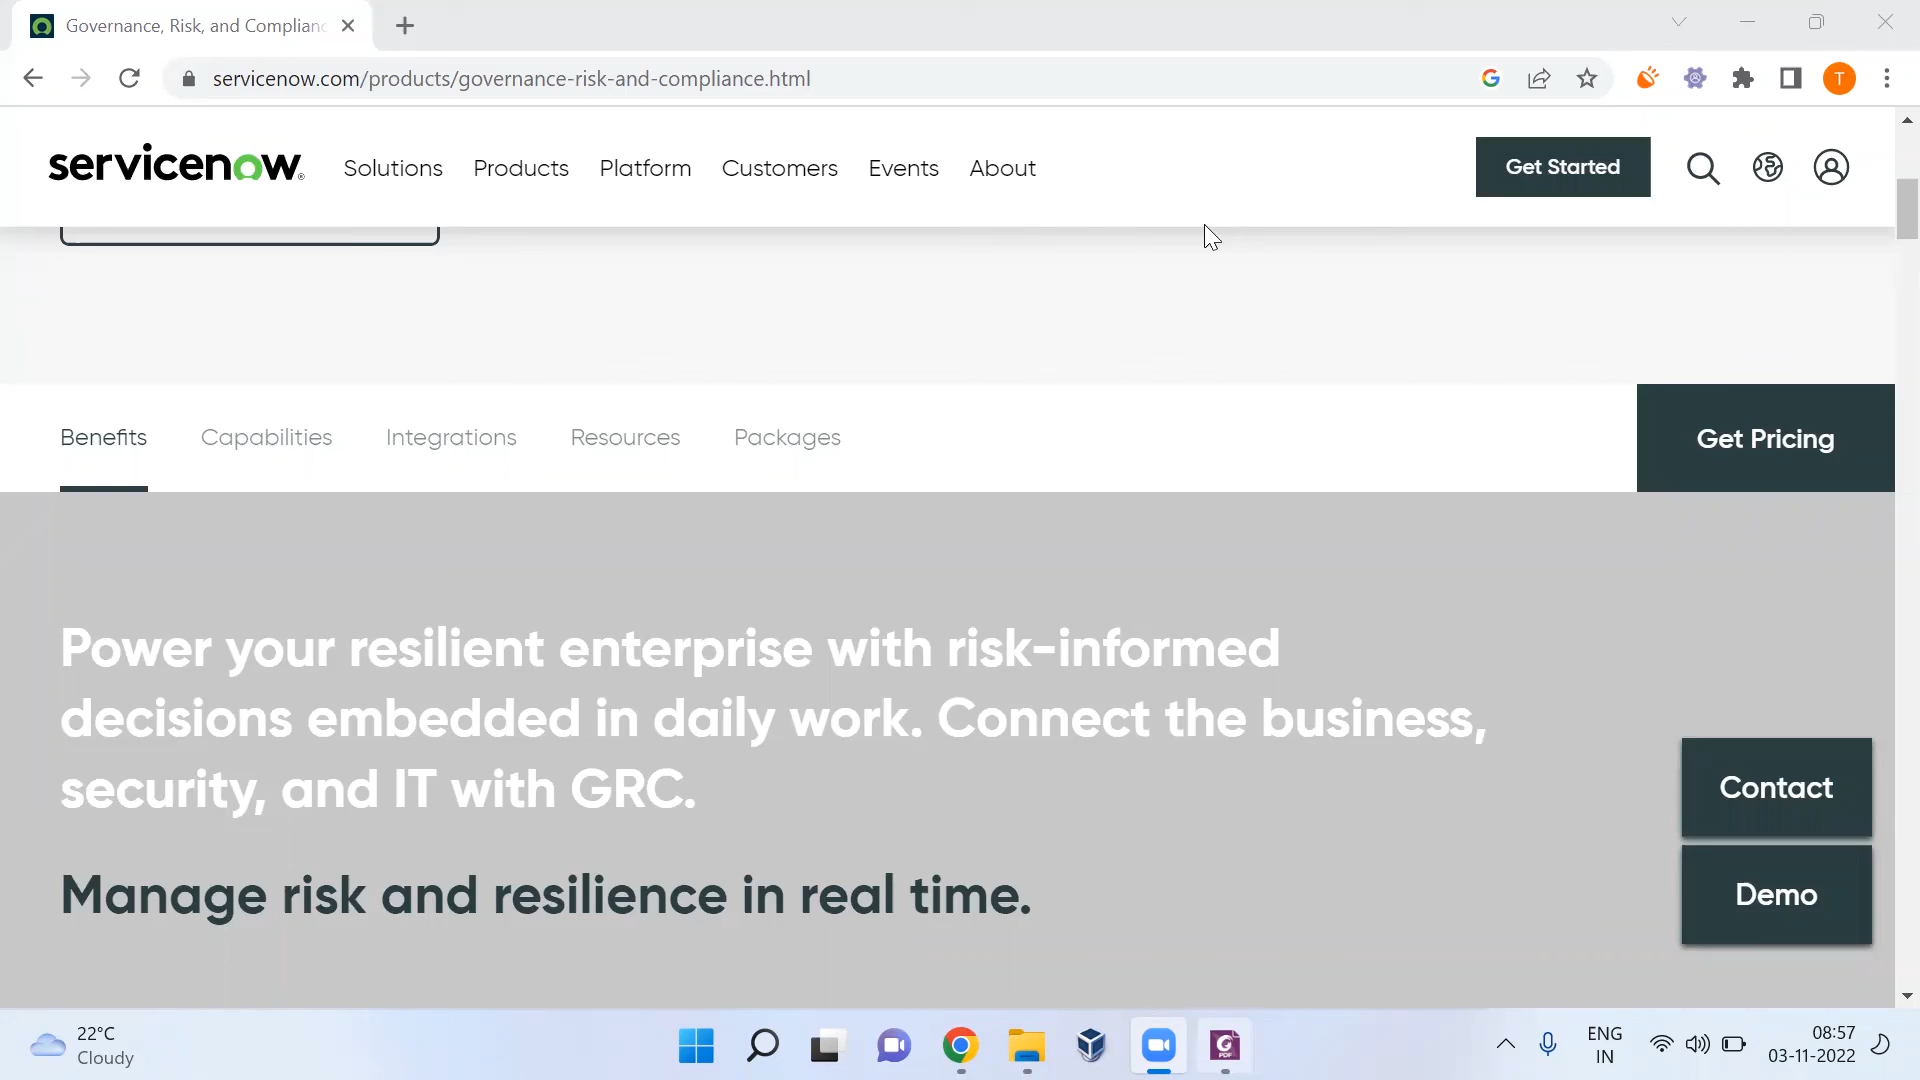 Governance, Risk, and Complianc
servicenow.com/products/governance-risk-and-compliance.html
T
servicenow®
Solutions
Products
Platform
Customers
Events
About
Get Started
Benefits
Capabilities
Integrations
Resources
Packages
Get Pricing
Power your resilient enterprise with risk-informed
decisions embedded in daily work. Connect the business,
security, and IT with GRC.
Manage risk and resilience in real time.
Contact
Demo
22°C
Cloudy
PDF
ENG
IN
08:57
03-11-2022